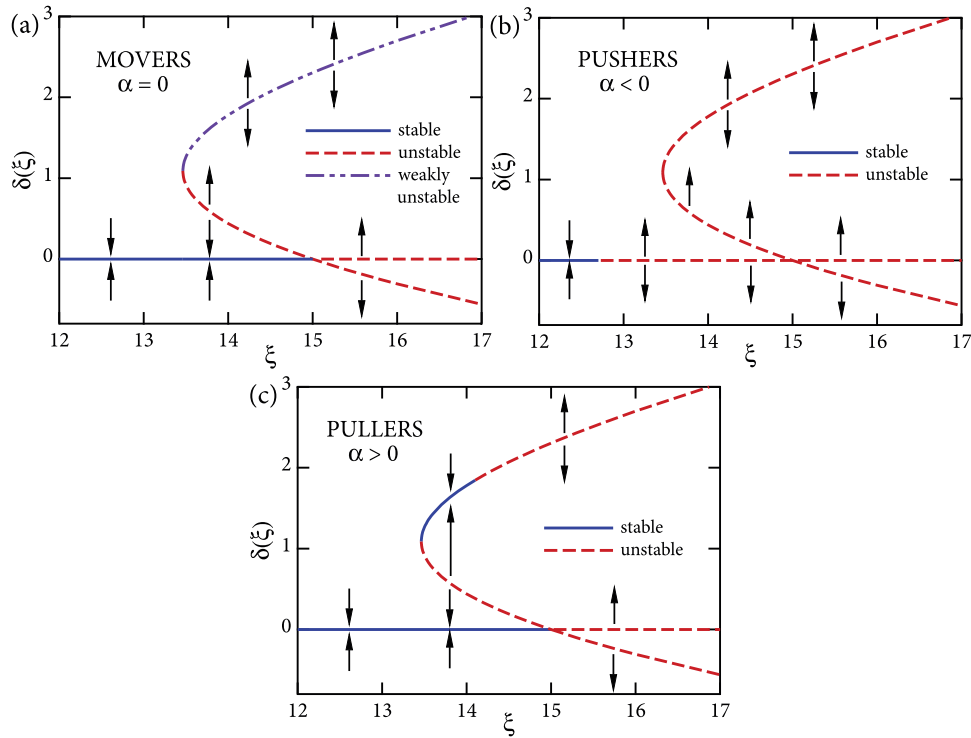 (a)
MOVERS
α = 0
stable
unstable
weakly
unstable
3
2
1
0
δ(ξ)
12 13 14 15 16 17
ξ
(b)
PUSHERS
α < 0
stable
unstable
3
2
1
0
δ(ξ)
12 13 14 15 16 17
ξ
(c)
PULLERS
α > 0
stable
unstable
3
2
1
0
δ(ξ)
12 13 14 15 16 17
ξ